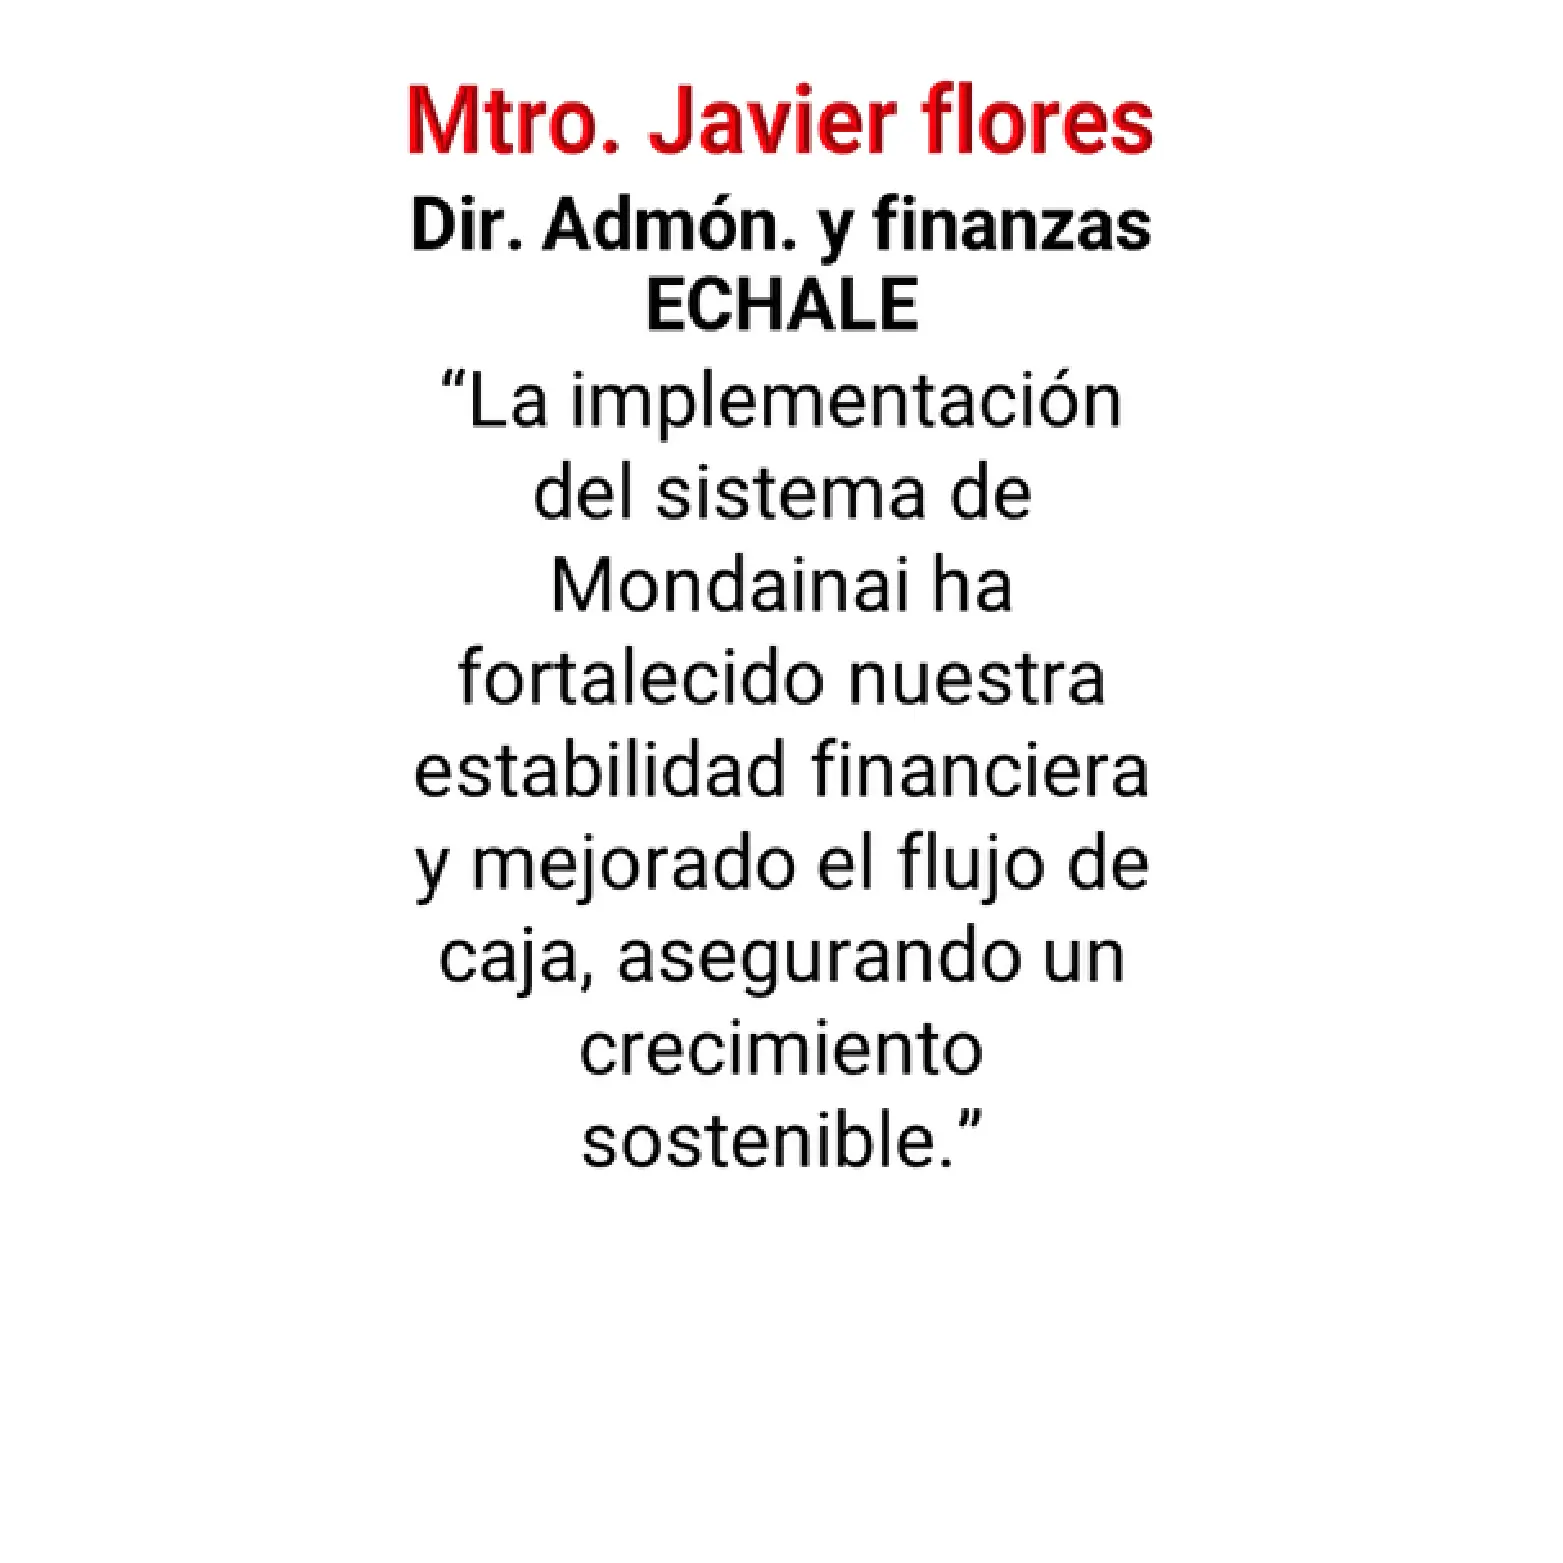 Mtro. Javier flores
Dir. Admón. y finanzas
ECHALE
“La implementación
del sistema de
Mondainai ha
fortalecido nuestra
estabilidad financiera
y mejorado el flujo de
caja, asegurando un
crecimiento
sostenible.”